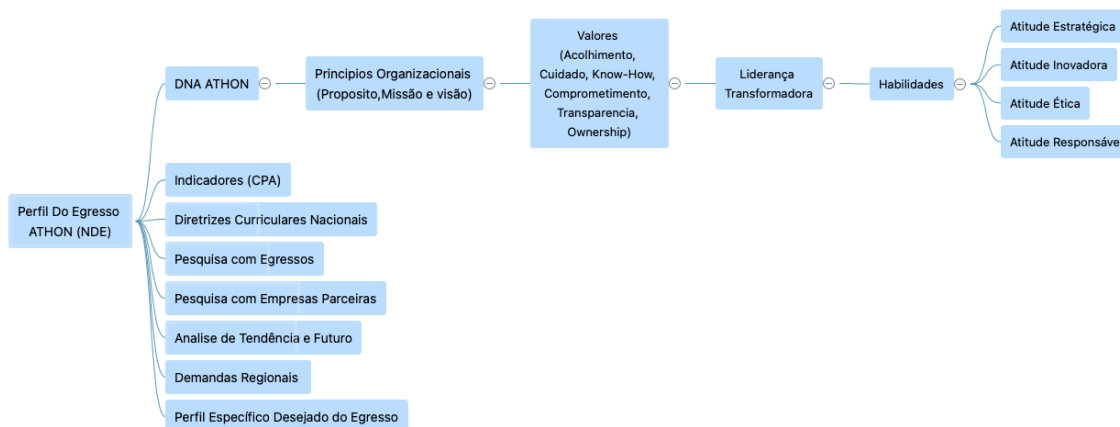 Perfil Do Egresso
ATHON (NDE)
DNA ATHON
Principios Organizacionais
(Proposito,Missão e visão)
Valores
(Acolhimento,
Cuidado, Know-How,
Comprometimento,
Transparencia,
Ownership)
Liderança
Transformadora
Habilidades
Atitude Estratégica
Atitude Inovadora
Atitude Ética
Atitude Responsáve
Indicadores (CPA)
Diretrizes Curriculares Nacionais
Pesquisa com Egressos
Pesquisa com Empresas Parceiras
Analise de Tendência e Futuro
Demandas Regionais
Perfil Específico Desejado do Egresso